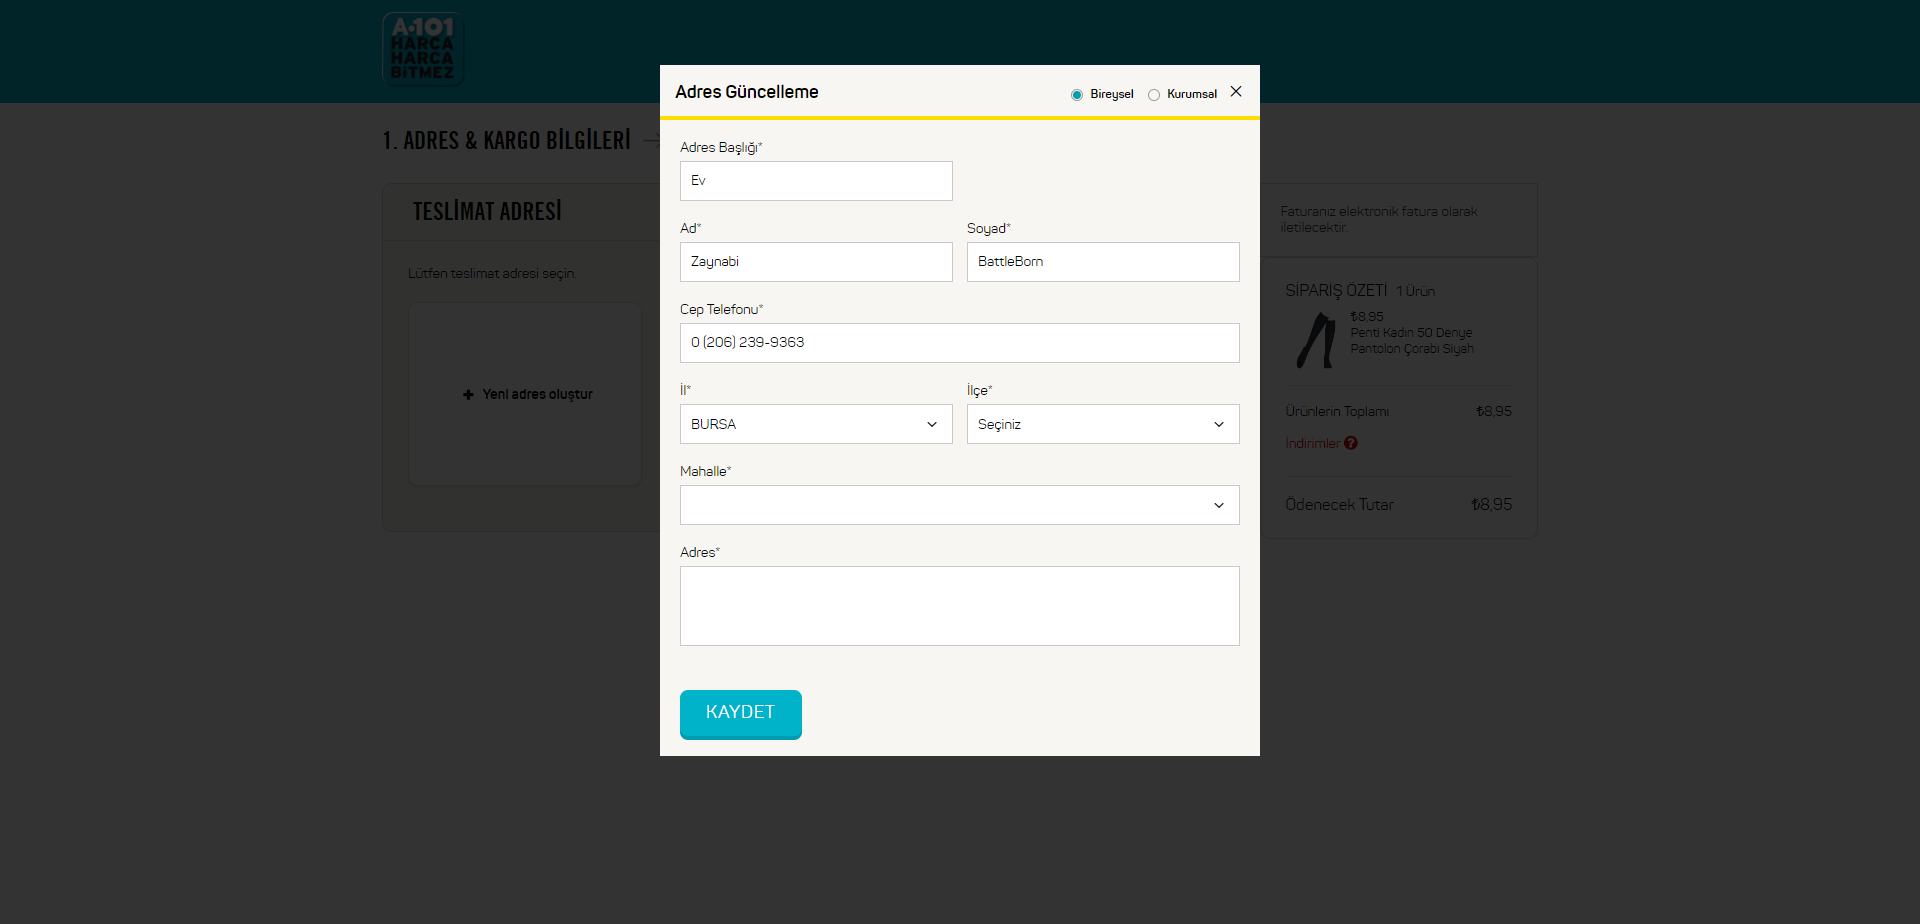 A101
HARCA
HARCA
BİTMEZ
1. ADRES & KARGO BİLGİLERİ
TESLİMAT ADRESİ
Lütfen teslimat adresi seçin.
Yeni adres oluştur
Adres Güncelleme
Bireysel
Kurumsal
Adres Başlığı*
Ev
Ad*
Soyad*
Zaynabi
BattleBorn
Cep Telefonu*
0 (206) 239-9363
İl*
İlçe*
BURSA
Seçiniz
Mahalle*
Adres*
KAYDET
Faturanız elektronik fatura olarak
iletilecektir.
SİPARİŞ ÖZETİ 1 Ürün
₺8,95
Penti Kadın 50 Denye
Pantolon Çorabı Siyah
Ürünlerin Toplamı ₺8,95
İndirimler ?
Ödenecek Tutar ₺8,95